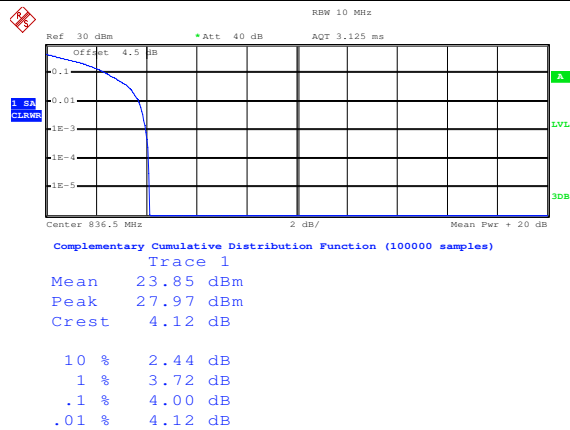 R S
RBW 10 MHz
Ref 30 dBm *Att 40 dB AQT 3.125 ms
Offset 4.5 dB
0.1
A
0.01
1 SA
CLRWR
1E-3
LVL
1E-4
1E-5
3DB
Center 836.5 MHz 2 dB/ Mean Pwr + 20 dB
Complementary Cumulative Distribution Function (100000 samples)
Trace 1
Mean 23.85 dBm
Peak 27.97 dBm
Crest 4.12 dB
10 % 2.44 dB
1 % 3.72 dB
.1 % 4.00 dB
.01 % 4.12 dB